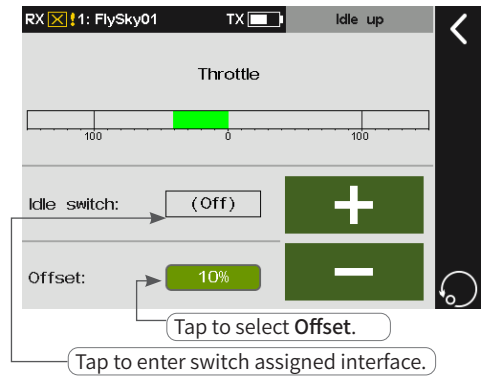 RX !1: FlySky01 TX Idle up
Throttle
100 0 100
Idle switch: (Off)
Offset: 10%
Tap to select Offset.
Tap to enter switch assigned interface.